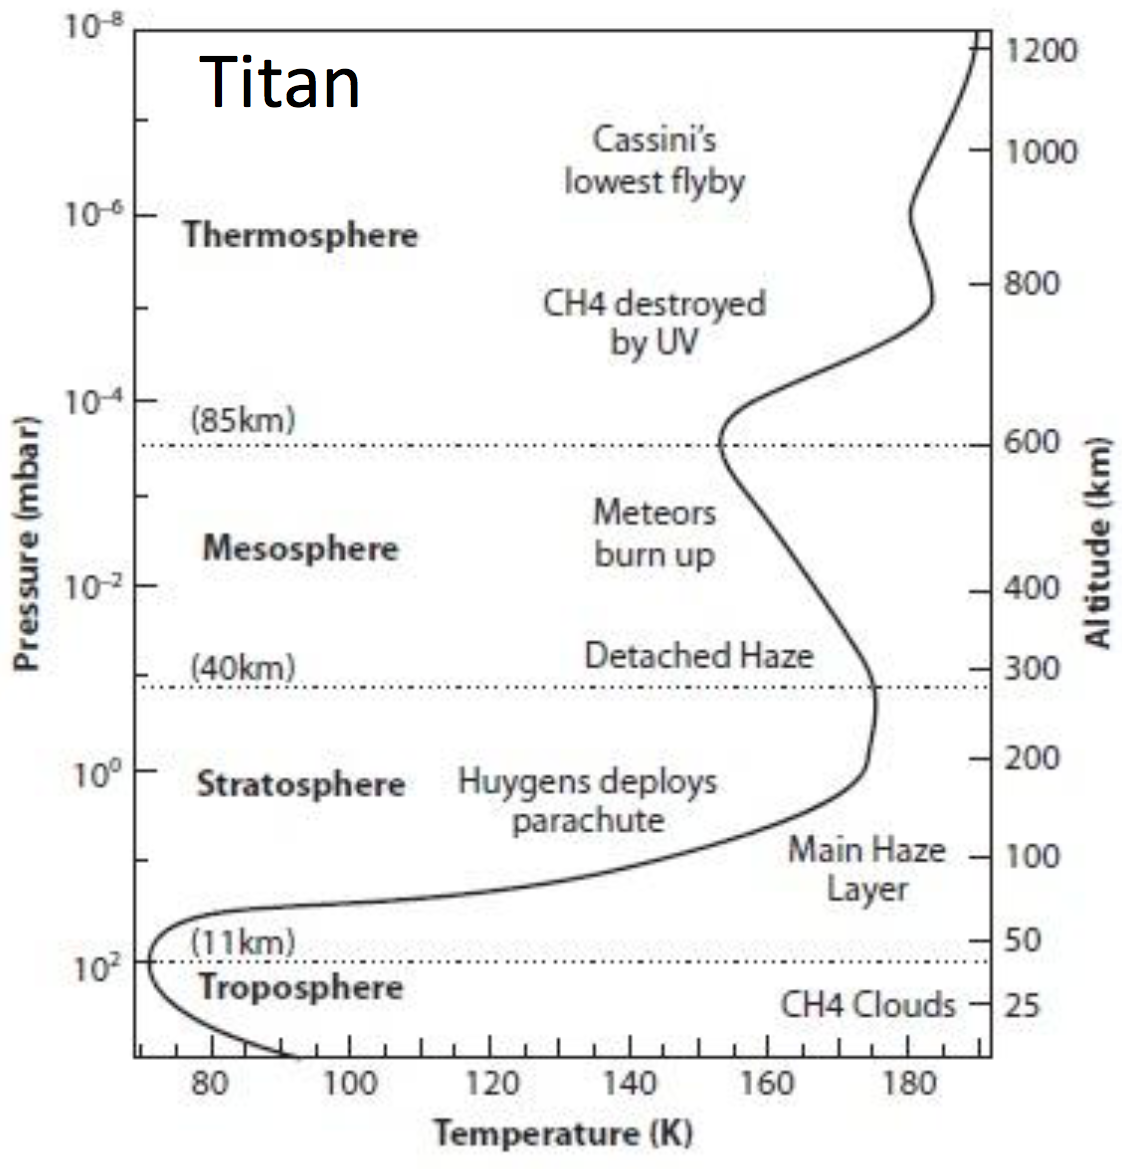 Titan
10⁻⁸
10⁻⁶
10⁻⁴
10⁻²
10⁰
10²
Pressure (mbar)
Cassini's
lowest flyby
Thermosphere
CH4 destroyed
by UV
(85km)
Meteors
burn up
Mesosphere
Detached Haze
(40km)
Stratosphere
Huygens deploys
parachute
Main Haze
Layer
(11km)
Troposphere
CH4 Clouds
1200
1000
800
600
400
300
200
100
50
25
Altitude (km)
80 100 120 140 160 180
Temperature (K)